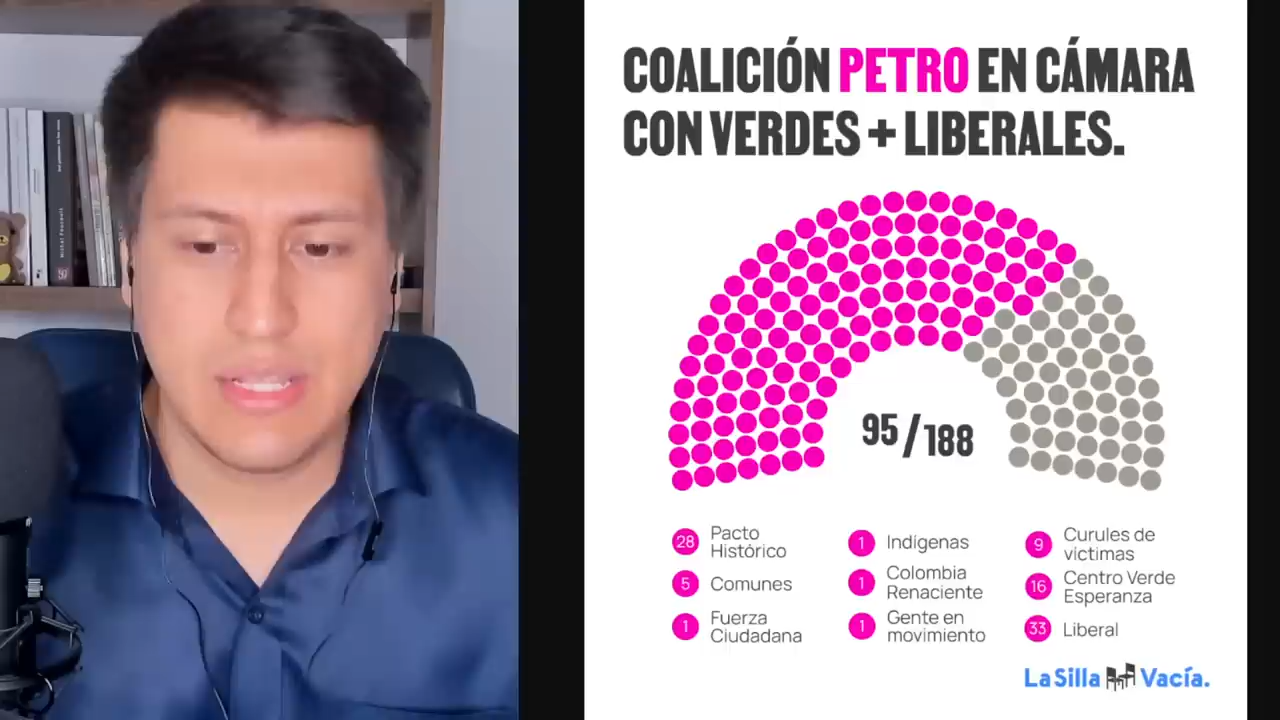 COALICIÓN PETRO EN CÁMARA
CON VERDES + LIBERALES.
95/188
28 Pacto
Histórico
5 Comunes
1 Fuerza
Ciudadana
1 Indígenas
1 Colombia
Renaciente
1 Gente en
movimiento
9 Curules de
víctimas
16 Centro Verde
Esperanza
33 Liberal
La Silla Vacía.